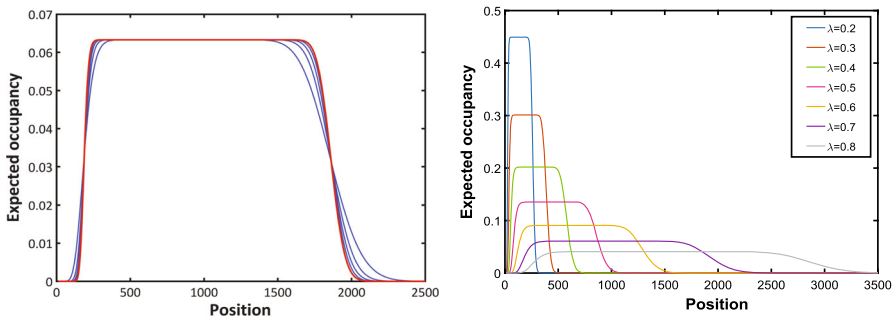 Expected occupancy
0.07
0.06
0.05
0.04
0.03
0.02
0.01
0
0 500 1000 1500 2000 2500
Position
Expected occupancy
0.5
0.4
0.3
0.2
0.1
0
0 500 1000 1500 2000 2500 3000 3500
Position
λ=0.2
λ=0.3
λ=0.4
λ=0.5
λ=0.6
λ=0.7
λ=0.8